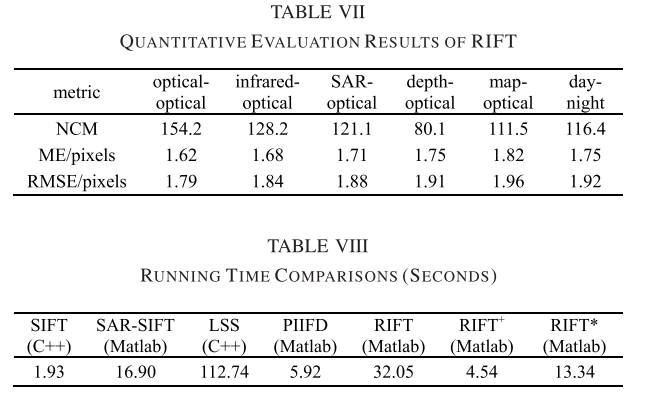 TABLE VII
QUANTITATIVE EVALUATION RESULTS OF RIFT
metric optical-optical infrared-optical SAR-optical depth-optical map-optical day-night
NCM 154.2 128.2 121.1 80.1 111.5 116.4
ME/pixels 1.62 1.68 1.71 1.75 1.82 1.75
RMSE/pixels 1.79 1.84 1.88 1.91 1.96 1.92
TABLE VIII
RUNNING TIME COMPARISONS (SECONDS)
SIFT SAR-SIFT LSS PIIFD RIFT RIFT⁺ RIFT*
(C++) (Matlab) (C++) (Matlab) (Matlab) (Matlab) (Matlab)
1.93 16.90 112.74 5.92 32.05 4.54 13.34